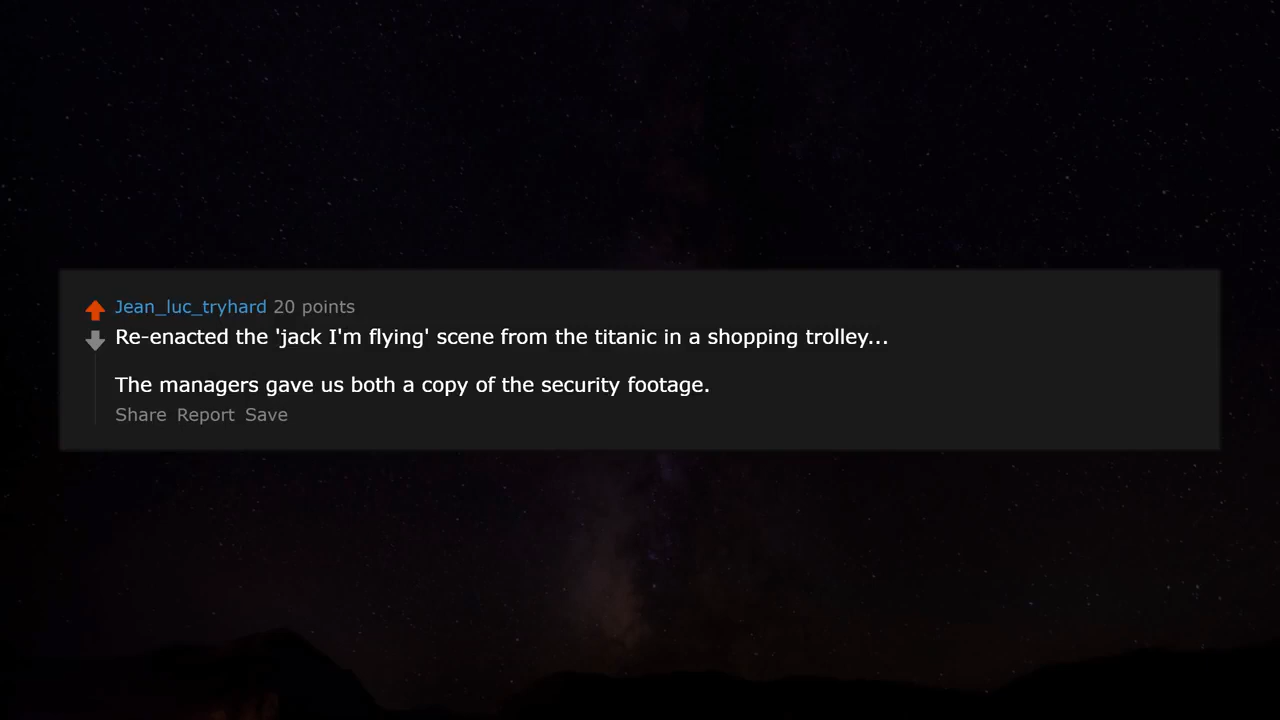 Jean_luc_tryhard 20 points
Re-enacted the 'jack I'm flying' scene from the titanic in a shopping trolley...
The managers gave us both a copy of the security footage.
Share Report Save